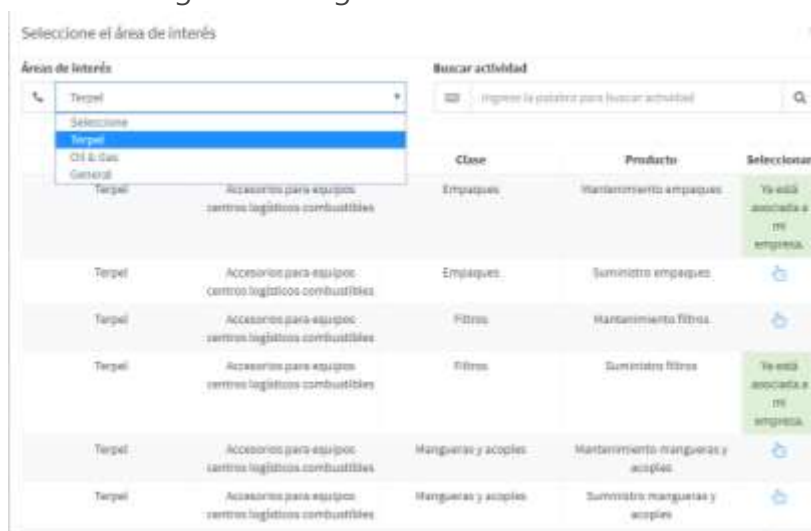 Seleccione el área de interés
Áreas de Interés
Buscar actividad
Terpel
Ingrese la palabra para buscar actividad
Seleccione
Terpel
Oil & Gas
General
Clase
Producto
Seleccionar
Terpel
Accesorios para equipos
centros logísticos combustibles
Empaques
Mantenimiento empaques
Ya está
asociada a
mi
empresa.
Terpel
Accesorios para equipos
centros logísticos combustibles
Empaques
Suministro empaques
Terpel
Accesorios para equipos
centros logísticos combustibles
Filtros
Mantenimiento filtros
Terpel
Accesorios para equipos
centros logísticos combustibles
Filtros
Suministro filtros
Ya está
asociada a
mi
empresa.
Terpel
Accesorios para equipos
centros logísticos combustibles
Mangueras y acoples
Mantenimiento mangueras y
acoples
Terpel
Accesorios para equipos
centros logísticos combustibles
Mangueras y acoples
Suministro mangueras y
acoples